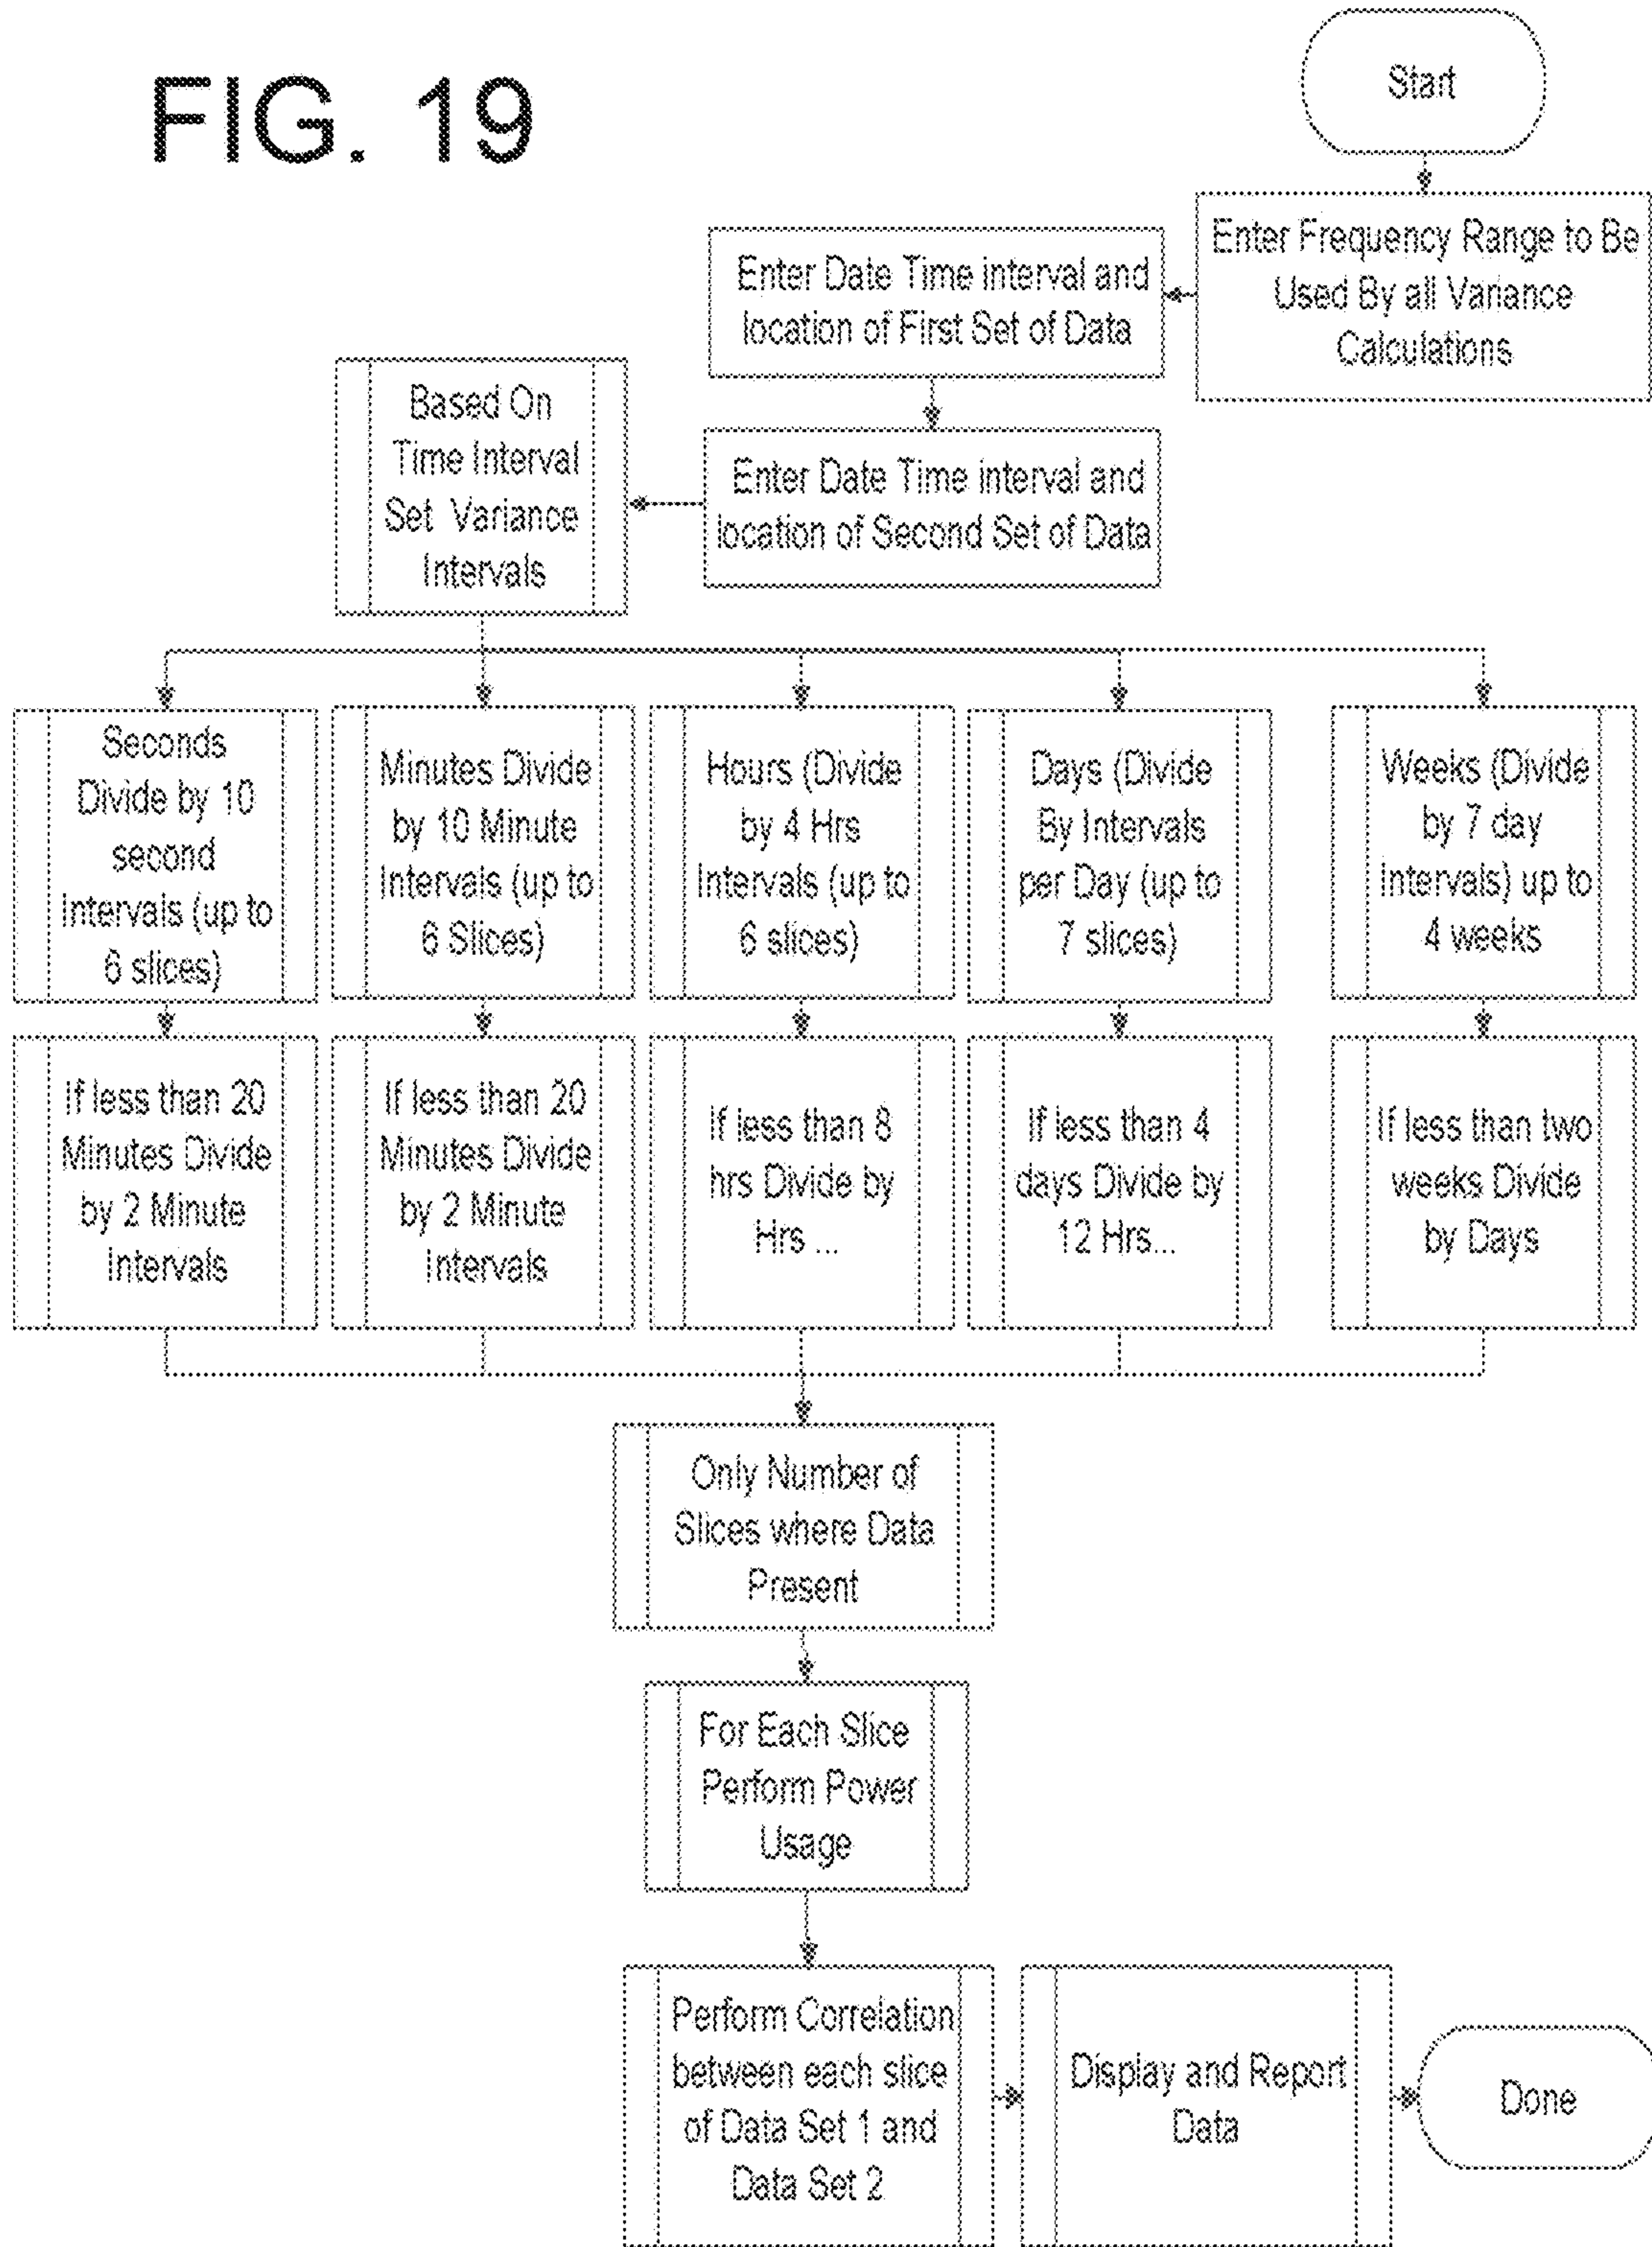 FIG. 19
Start
Enter Frequency Range to Be
Used By all Variance
Calculations
Enter Date Time interval and
location of First Set of Data
Enter Date Time interval and
location of Second Set of Data
Based On
Time Interval
Set Variance
Intervals
Seconds
Divide by 10
second
Intervals (up to
6 slices)
Minutes Divide
by 10 Minute
Intervals (up to
6 Slices)
Hours (Divide
by 4 Hrs
Intervals (up to
6 slices)
Days (Divide
By Intervals
per Day (up to
7 slices)
Weeks (Divide
by 7 day
intervals) up to
4 weeks
If less than 20
Minutes Divide
by 2 Minute
Intervals
If less than 20
Minutes Divide
by 2 Minute
Intervals
If less than 8
hrs Divide by
Hrs ...
If less than 4
days Divide by
12 Hrs...
If less than two
weeks Divide
by Days
Only Number of
Slices where Data
Present
For Each Slice
Perform Power
Usage
Perform Correlation
between each slice
of Data Set 1 and
Data Set 2
Display and Report
Data
Done